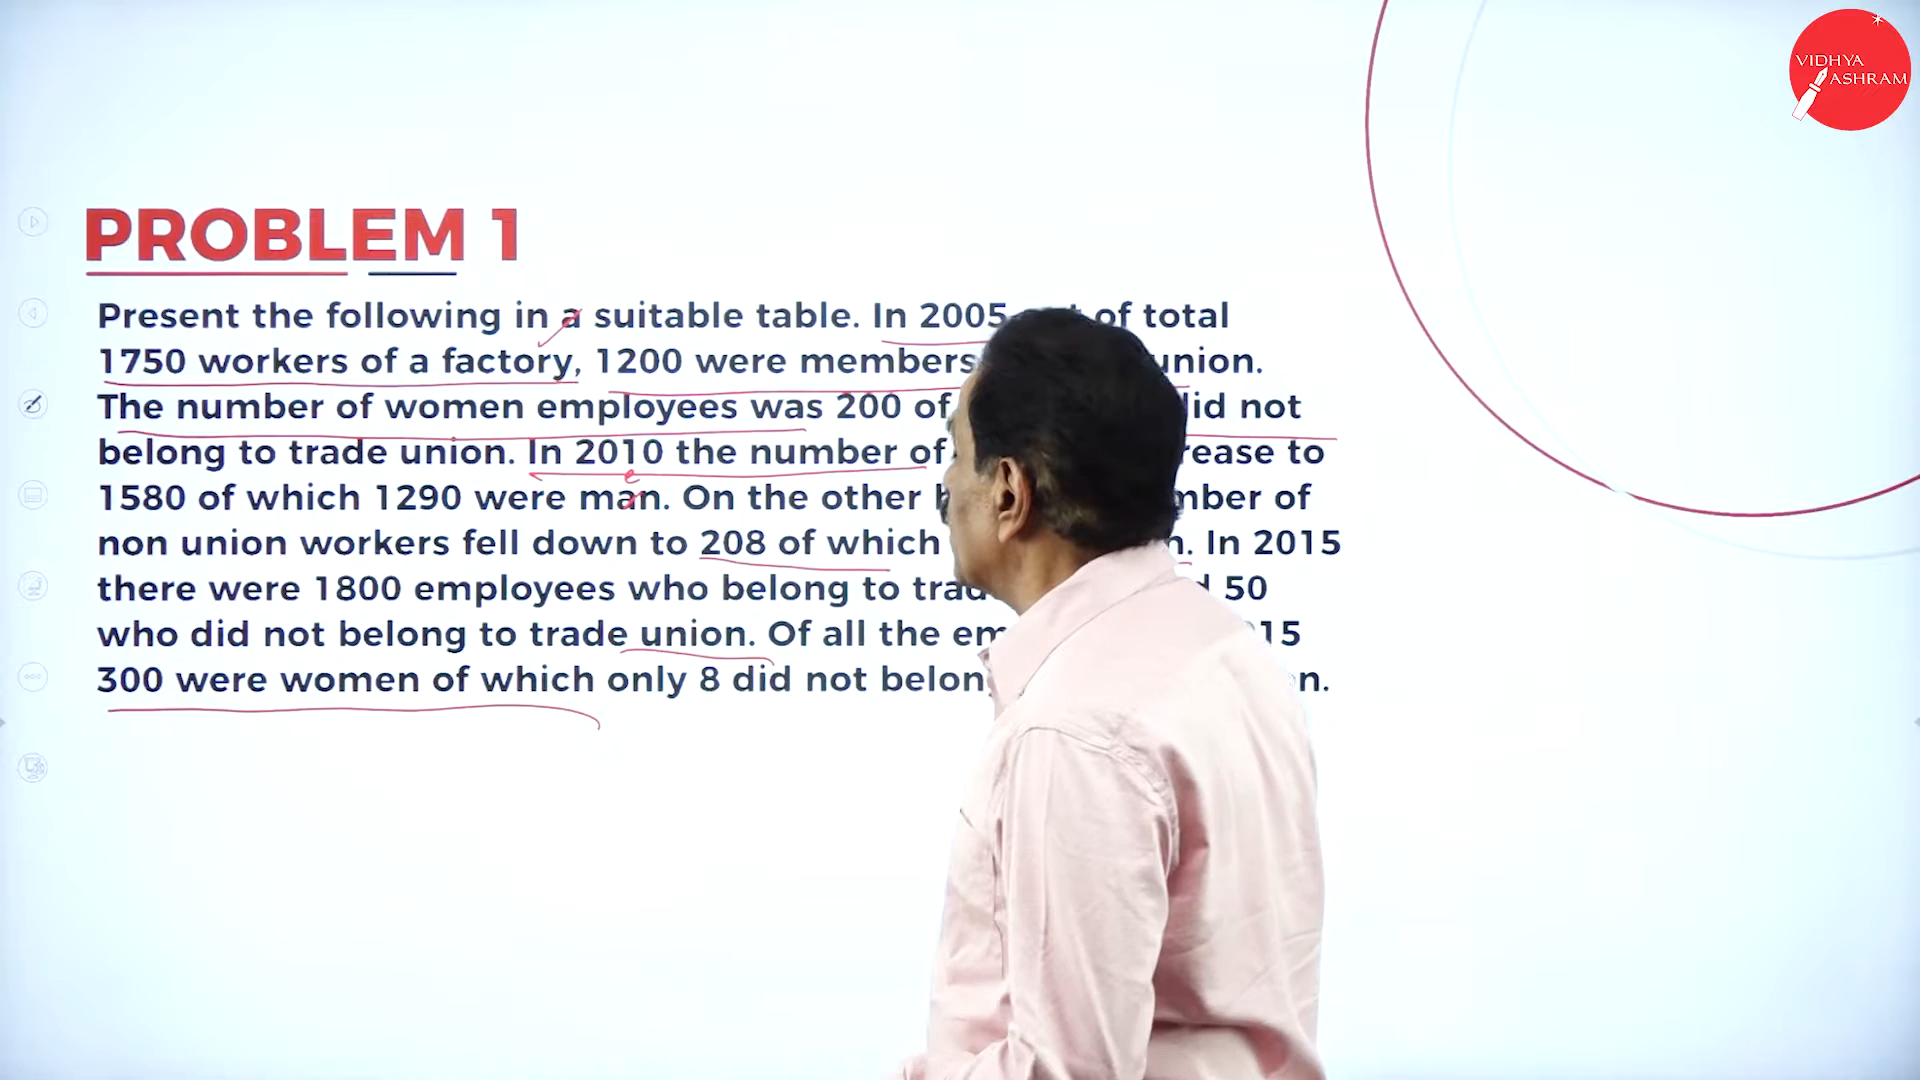 VIDHYA
ASHRAM
PROBLEM 1
Present the following in a suitable table. In 2005 of total
1750 workers of a factory, 1200 were members union.
The number of women employees was 200 of did not
belong to trade union. In 2010 the number of to
1580 of which 1290 were man. On the other of
non union workers fell down to 208 of which In 2015
there were 1800 employees who belong to 50
who did not belong to trade union. Of all the
300 were women of which only 8 did not